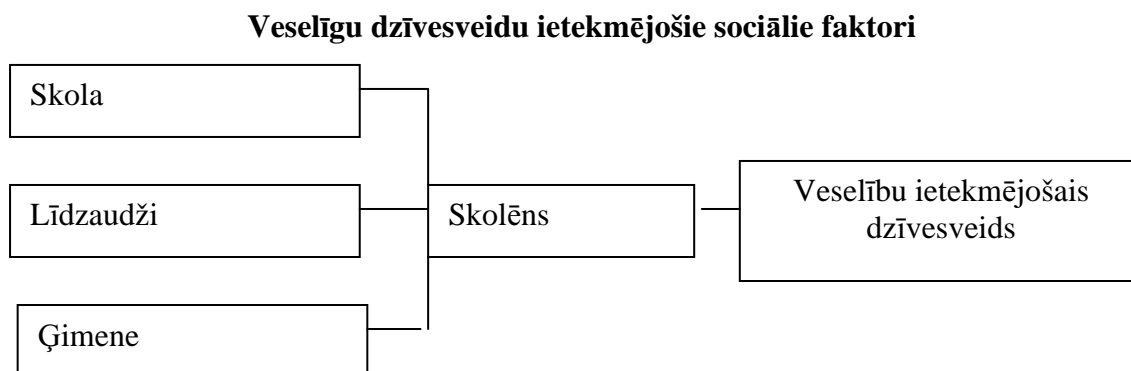 Veselīgu dzīvesveidu ietekmējošie sociālie faktori
Skola
Līdzaudži
Ģimene
Skolēns
Veselību ietekmējošais
dzīvesveids